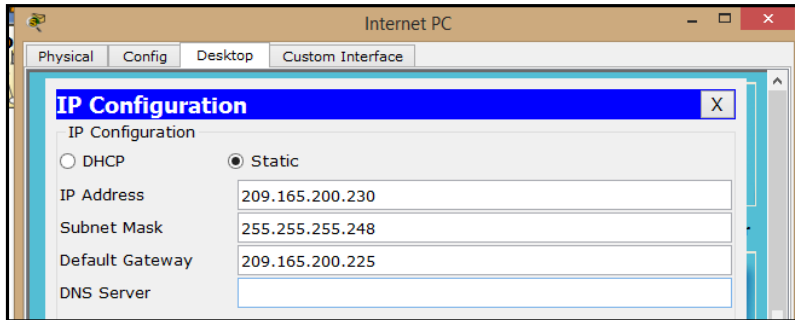 Internet PC
Physical Config Desktop Custom Interface
IP Configuration X
IP Configuration
DHCP Static
IP Address 209.165.200.230
Subnet Mask 255.255.255.248
Default Gateway 209.165.200.225
DNS Server